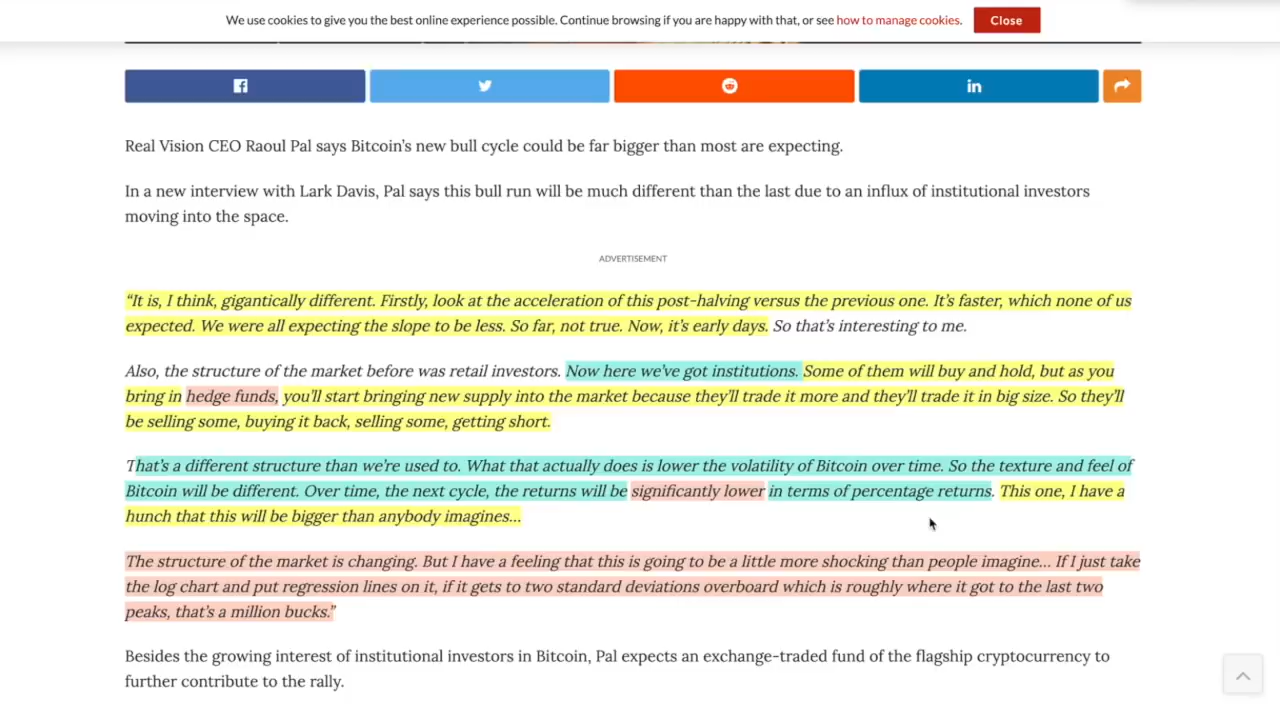 We use cookies to give you the best online experience possible. Continue browsing if you are happy with that, or see how to manage cookies. Close
Real Vision CEO Raoul Pal says Bitcoin's new bull cycle could be far bigger than most are expecting.
In a new interview with Lark Davis, Pal says this bull run will be much different than the last due to an influx of institutional investors
moving into the space.
ADVERTISEMENT
“It is, I think, gigantically different. Firstly, look at the acceleration of this post-halving versus the previous one. It's faster, which none of us
expected. We were all expecting the slope to be less. So far, not true. Now, it's early days. So that's interesting to me.
Also, the structure of the market before was retail investors. Now here we've got institutions. Some of them will buy and hold, but as you
bring in hedge funds, you'll start bringing new supply into the market because they'll trade it more and they'll trade it in big size. So they'll
be selling some, buying it back, selling some, getting short.
That's a different structure than we're used to. What that actually does is lower the volatility of Bitcoin over time. So the texture and feel of
Bitcoin will be different. Over time, the next cycle, the returns will be significantly lower in terms of percentage returns. This one, I have a
hunch that this will be bigger than anybody imagines…
The structure of the market is changing. But I have a feeling that this is going to be a little more shocking than people imagine… If I just take
the log chart and put regression lines on it, if it gets to two standard deviations overboard which is roughly where it got to the last two
peaks, that's a million bucks.”
Besides the growing interest of institutional investors in Bitcoin, Pal expects an exchange-traded fund of the flagship cryptocurrency to
further contribute to the rally.